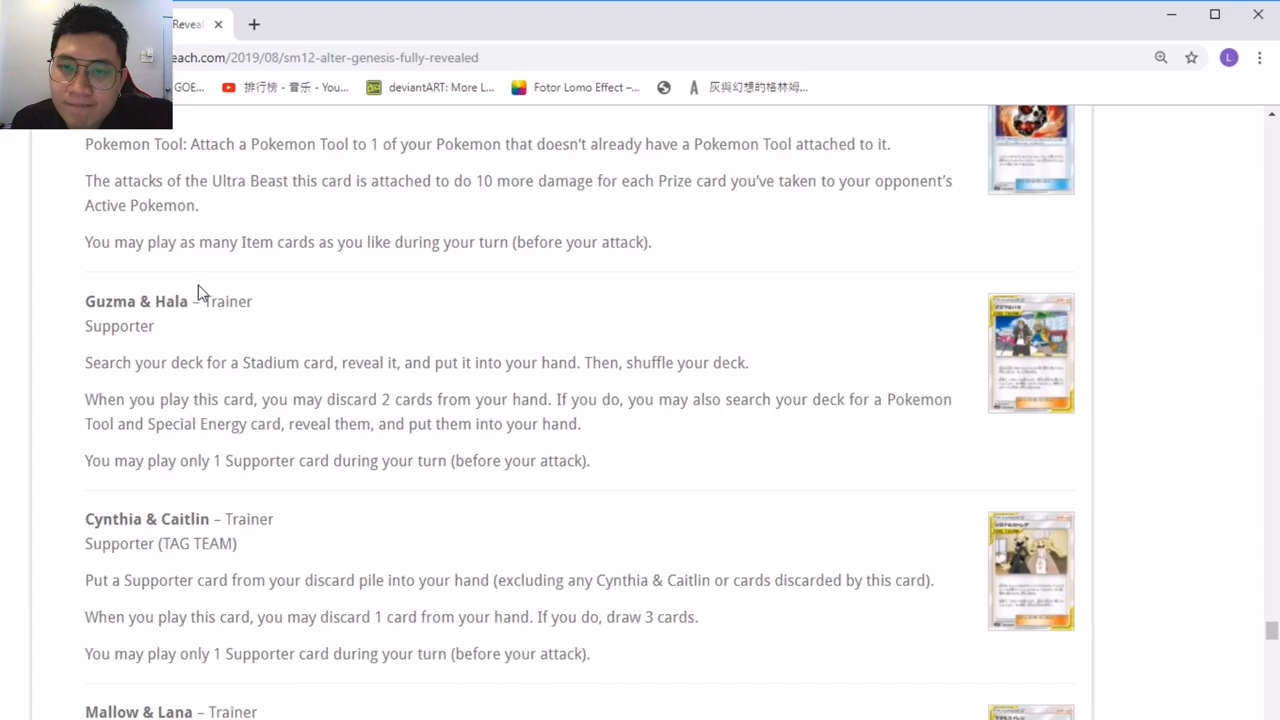 Reveal
each.com/2019/08/sm12-alter-genesis-fully-revealed
L
GOE...
排行榜 - 音乐 - You...
deviantART: More L...
Fotor Lomo Effect –...
灰與幻想的格林姆...
Pokemon Tool: Attach a Pokemon Tool to 1 of your Pokemon that doesn't already have a Pokemon Tool attached to it.
The attacks of the Ultra Beast this card is attached to do 10 more damage for each Prize card you've taken to your opponent's
Active Pokemon.
You may play as many Item cards as you like during your turn (before your attack).
Guzma & Hala – Trainer
Supporter
Search your deck for a Stadium card, reveal it, and put it into your hand. Then, shuffle your deck.
When you play this card, you may discard 2 cards from your hand. If you do, you may also search your deck for a Pokemon
Tool and Special Energy card, reveal them, and put them into your hand.
You may play only 1 Supporter card during your turn (before your attack).
Cynthia & Caitlin – Trainer
Supporter (TAG TEAM)
Put a Supporter card from your discard pile into your hand (excluding any Cynthia & Caitlin or cards discarded by this card).
When you play this card, you may discard 1 card from your hand. If you do, draw 3 cards.
You may play only 1 Supporter card during your turn (before your attack).
Mallow & Lana – Trainer